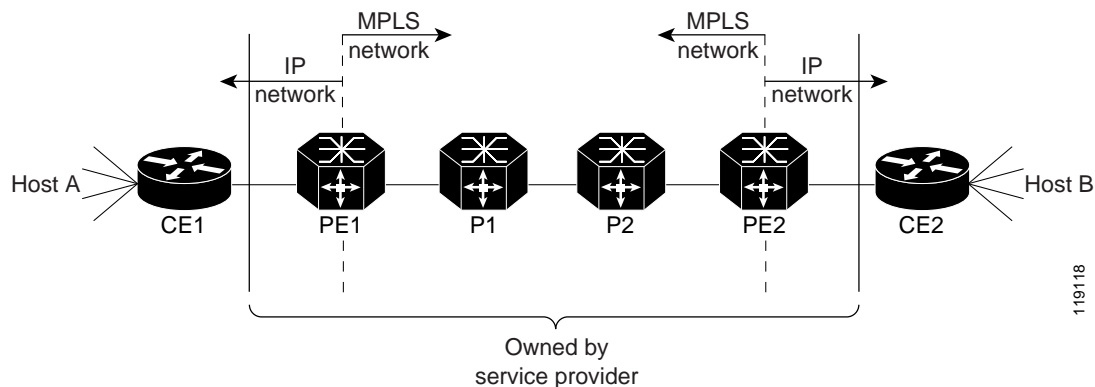 MPLS
network
MPLS
network
IP
network
IP
network
Host A
Host B
CE1
PE1
P1
P2
PE2
CE2
119118
Owned by
service provider